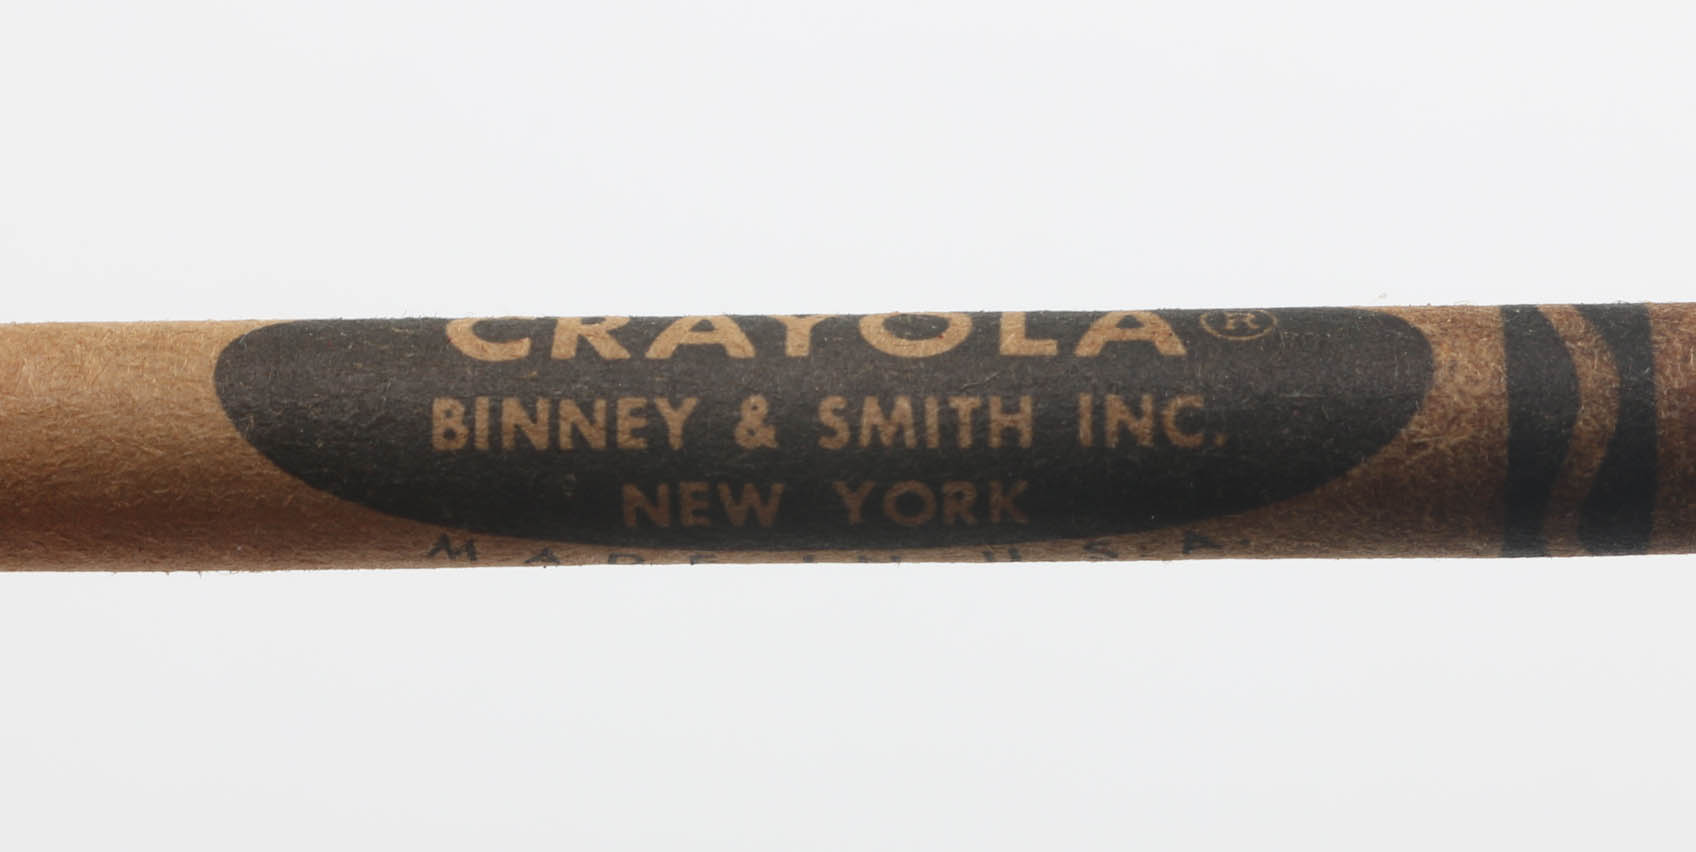 CRAYOLA ®
BINNEY & SMITH INC.
NEW YORK
MADE IN U.S.A.